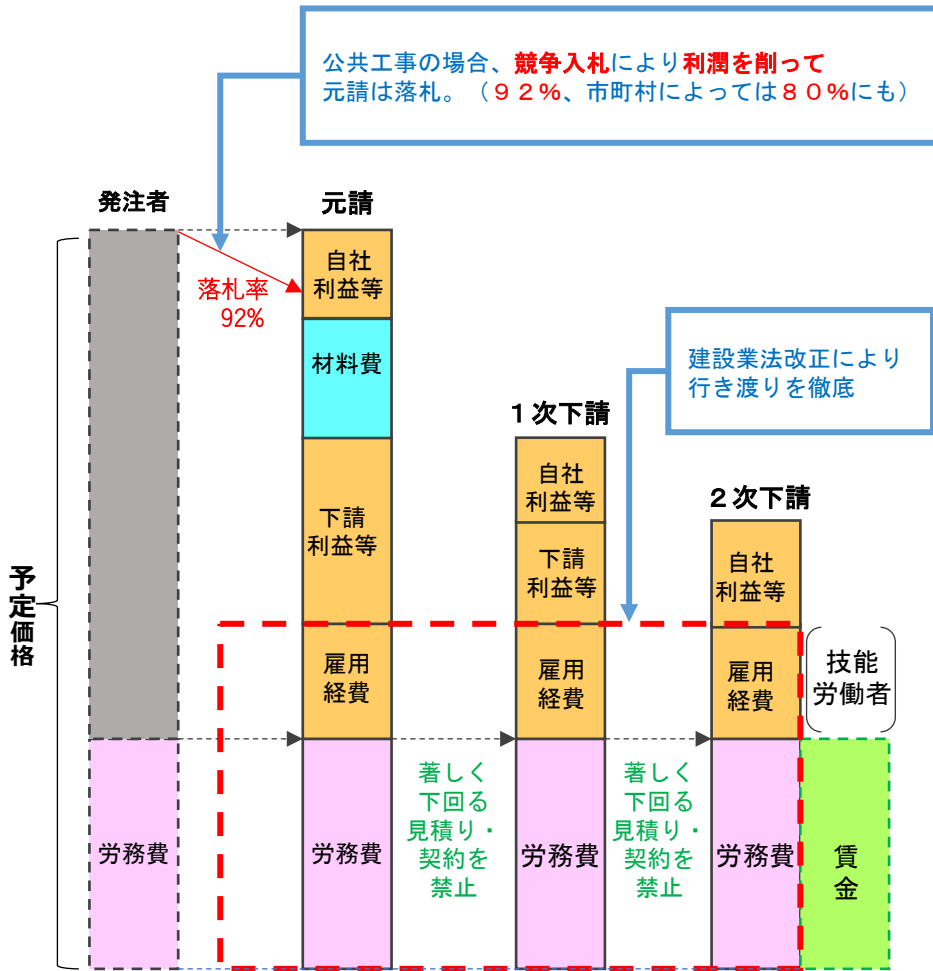 公共工事の場合、競争入札により利潤を削って
元請は落札。（９２％、市町村によっては８０％にも）
発注者
元請
落札率
92%
自社
利益等
材料費
下請
利益等
雇用
経費
労務費
建設業法改正により
行き渡りを徹底
１次下請
自社
利益等
下請
利益等
雇用
経費
労務費
２次下請
自社
利益等
雇用
経費
労務費
予定価格
労務費
著しく
下回る
見積り・
契約を
禁止
著しく
下回る
見積り・
契約を
禁止
技能
労働者
賃金